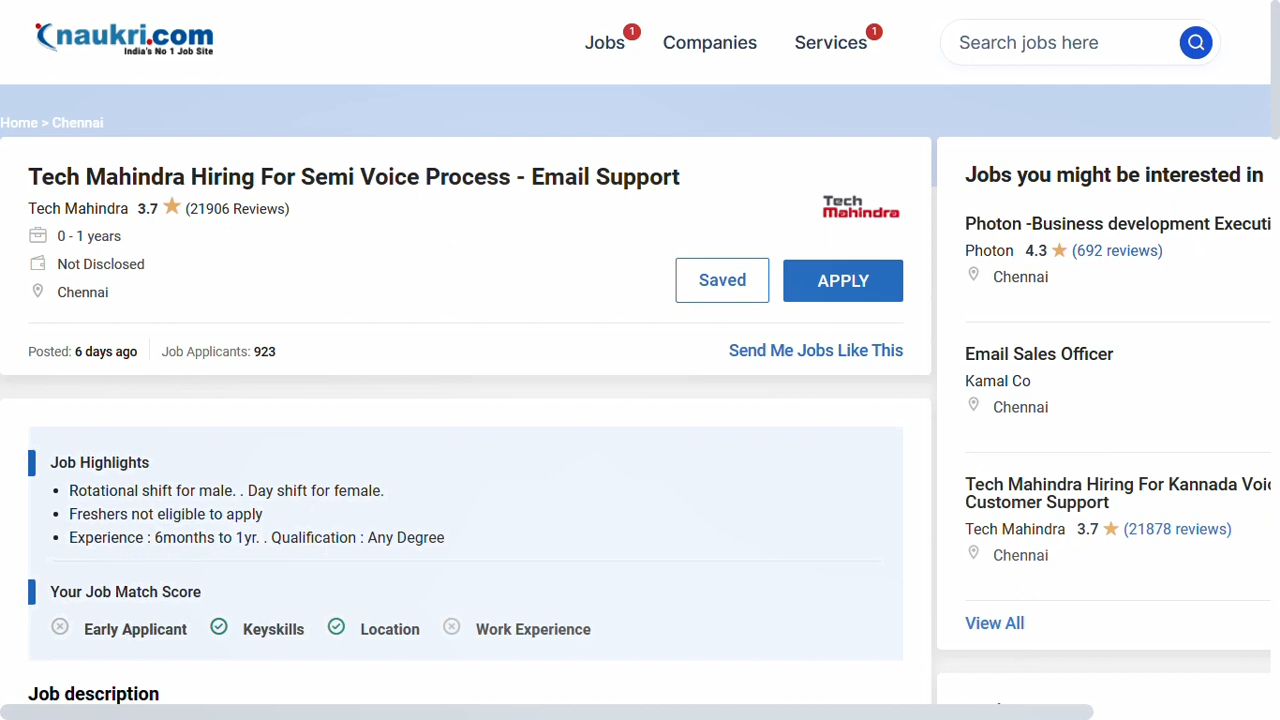 naukri.com
India's No 1 Job Site
Jobs 1
Companies
Services 1
Search jobs here
Home > Chennai
Tech Mahindra Hiring For Semi Voice Process - Email Support
Tech Mahindra 3.7 (21906 Reviews)
Tech Mahindra
0 - 1 years
Not Disclosed
Chennai
Saved
APPLY
Posted: 6 days ago
Job Applicants: 923
Send Me Jobs Like This
Job Highlights
• Rotational shift for male. . Day shift for female.
• Freshers not eligible to apply
• Experience : 6months to 1yr. . Qualification : Any Degree
Your Job Match Score
Early Applicant
Keyskills
Location
Work Experience
Job description
Jobs you might be interested in
Photon -Business development Executi
Photon 4.3 (692 reviews)
Chennai
Email Sales Officer
Kamal Co
Chennai
Tech Mahindra Hiring For Kannada Voic
Customer Support
Tech Mahindra 3.7 (21878 reviews)
Chennai
View All